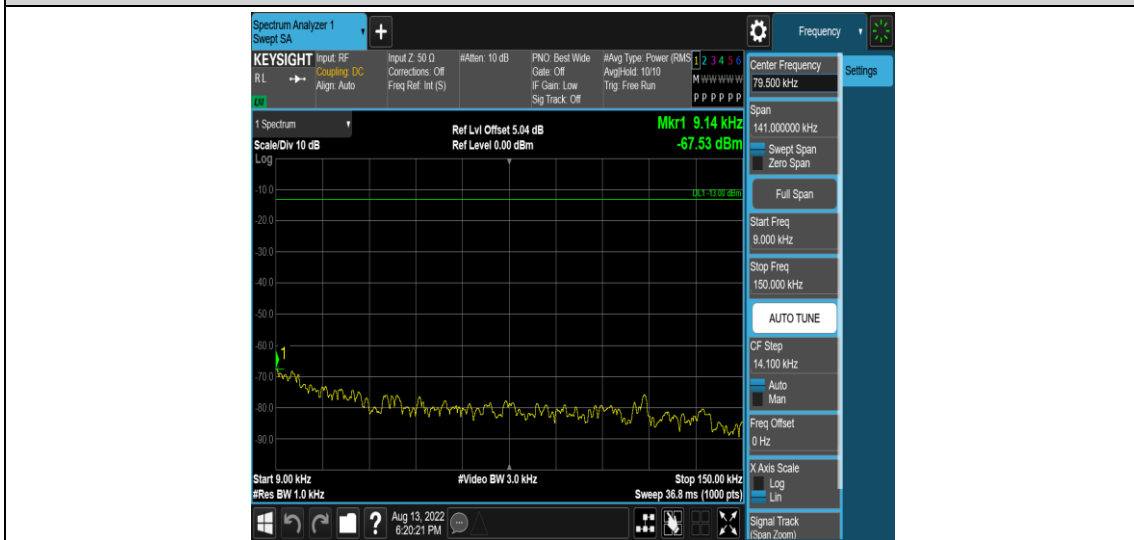 Spectrum Analyzer 1
Swept SA
+
Frequency
KEYSIGHT
RL
Input: RF
Coupling: DC
Align: Auto
Input Z: 50 Ω
Corrections: Off
Freq Ref: Int (S)
#Atten: 10 dB
PNO: Best Wide
Gate: Off
IF Gain: Low
Sig Track: Off
#Avg Type: Power (RMS
Avg|Hold: 10/10
Trig: Free Run
1 2 3 4 5 6
M W W W W W
P P P P P P
1 Spectrum
Scale/Div 10 dB
Ref Lvl Offset 5.04 dB
Ref Level 0.00 dBm
Mkr1 9.14 kHz
-67.53 dBm
Log
-10.0
DL1 -13.00 dBm
-20.0
-30.0
-40.0
-50.0
-60.0
1
-70.0
-80.0
-90.0
Start 9.00 kHz
#Video BW 3.0 kHz
Stop 150.00 kHz
#Res BW 1.0 kHz
Sweep 36.8 ms (1000 pts)
Center Frequency
79.500 kHz
Settings
Span
141.000000 kHz
Swept Span
Zero Span
Full Span
Start Freq
9.000 kHz
Stop Freq
150.000 kHz
AUTO TUNE
CF Step
14.100 kHz
Auto
Man
Freq Offset
0 Hz
X Axis Scale
Log
Lin
Signal Track
(Span Zoom)
?
Aug 13, 2022
6:20:21 PM